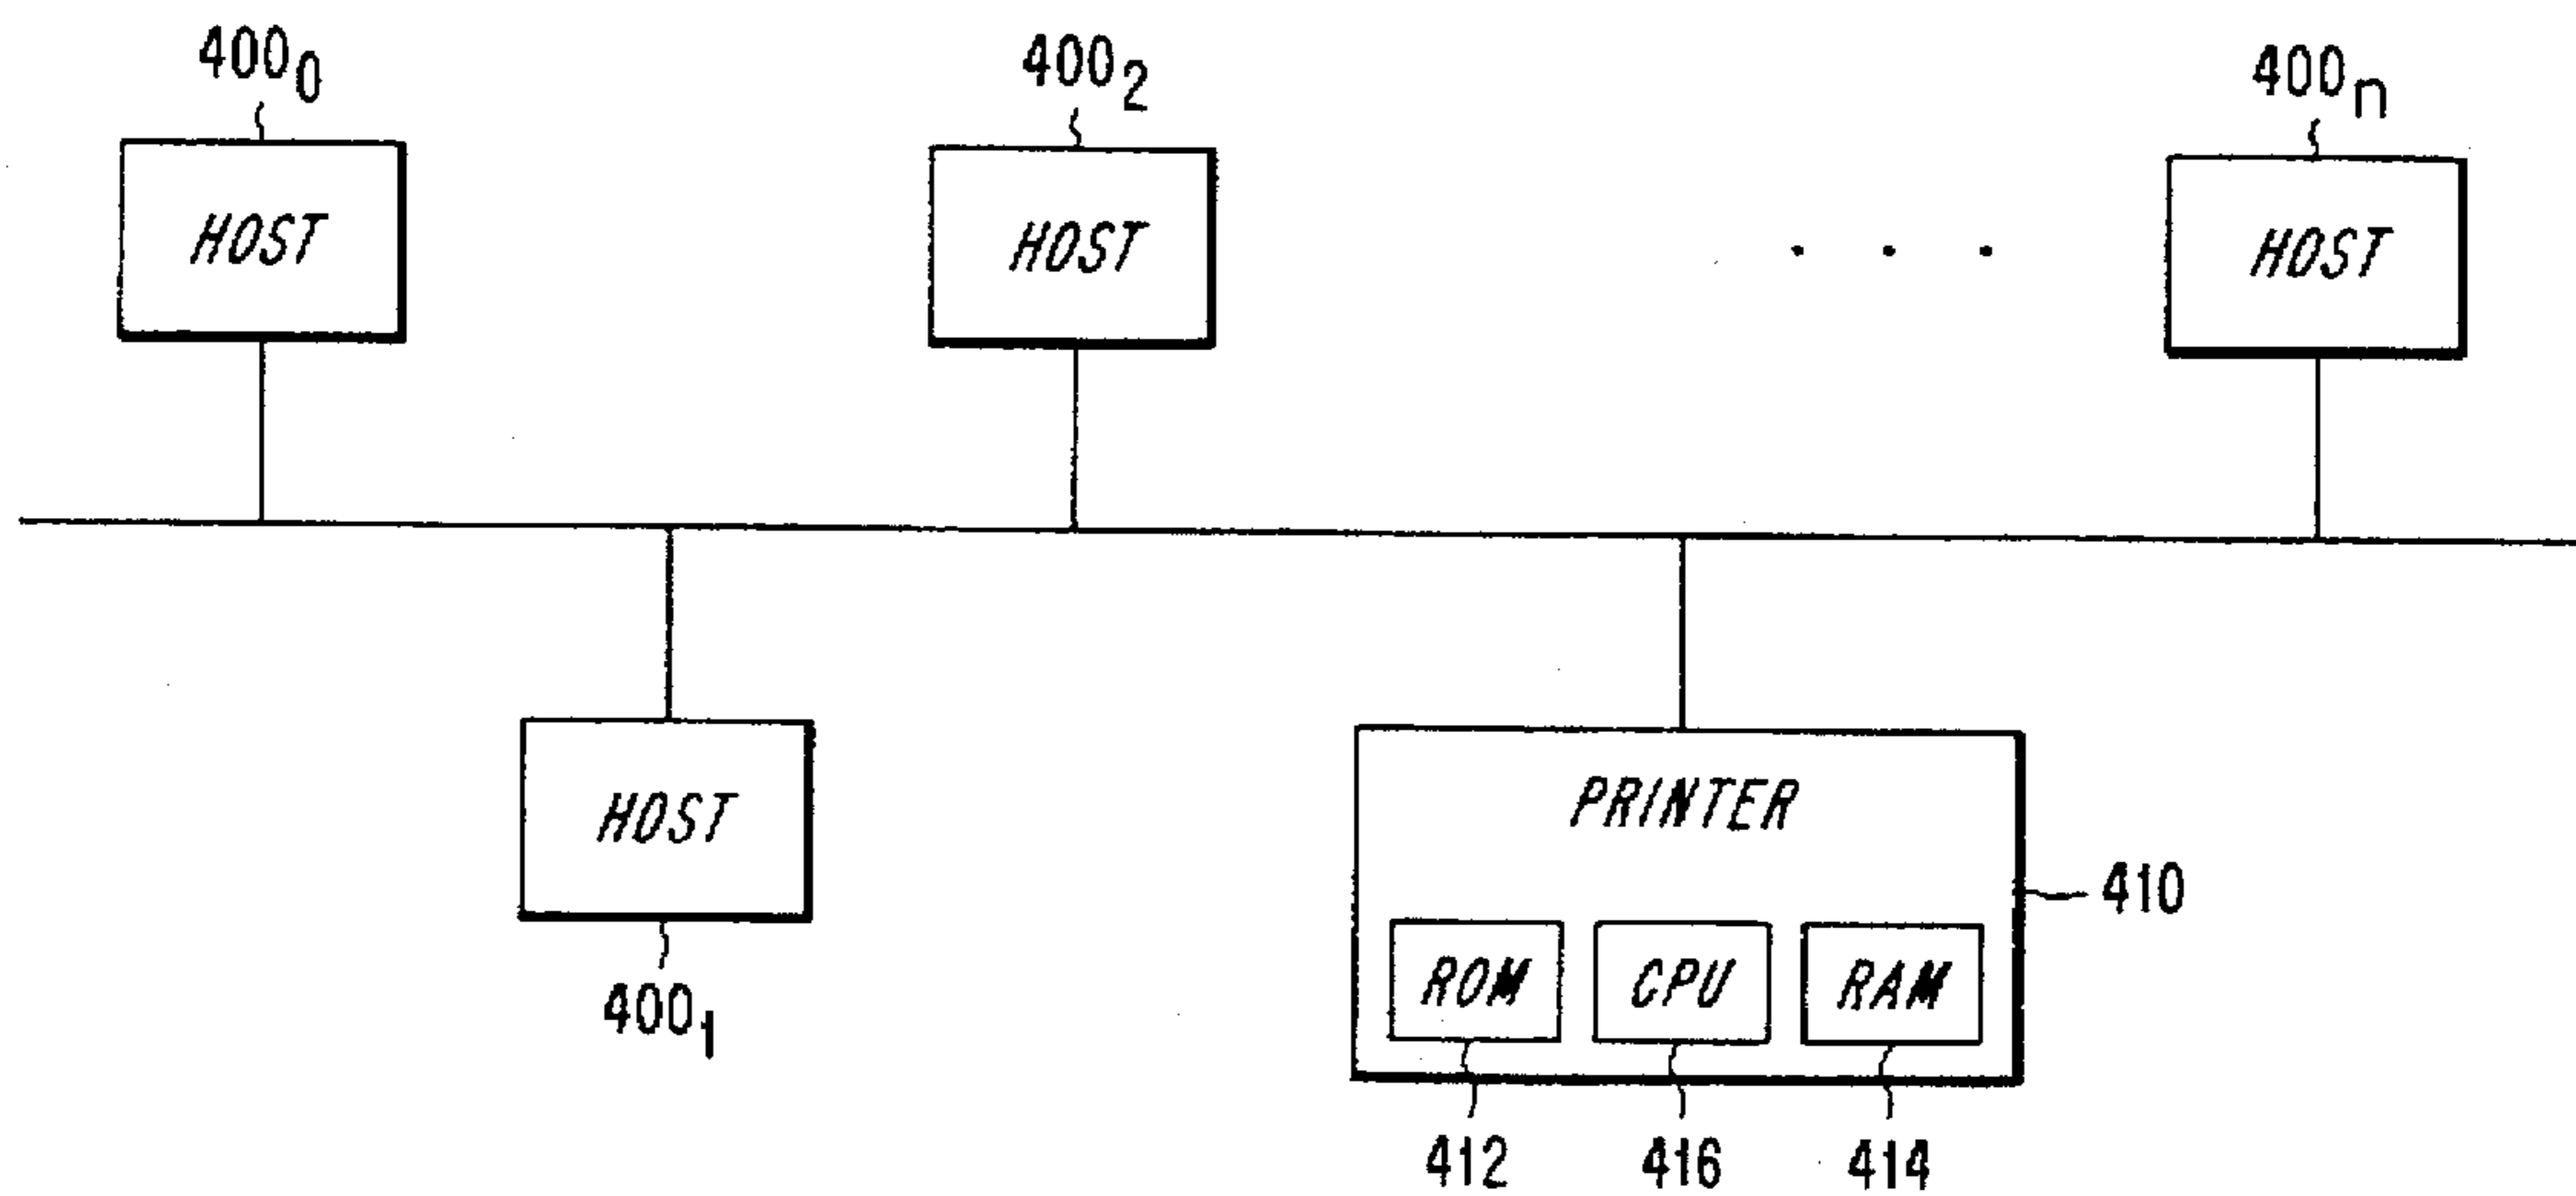 400₀
400₂
400ₙ
HOST
HOST
. . .
HOST
HOST
400₁
PRINTER
410
ROM
CPU
RAM
412
416
414